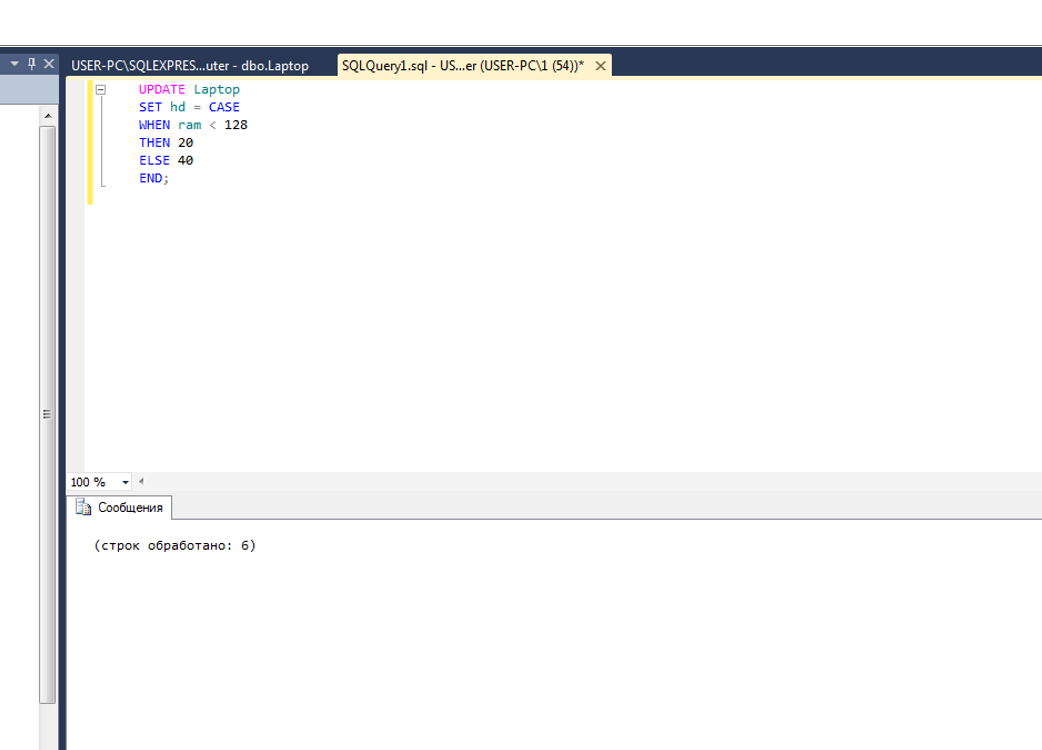 USER-PC\SQLEXPRES...uter - dbo.Laptop
SQLQuery1.sql - US...er (USER-PC\1 (54))*
UPDATE Laptop
SET hd = CASE
WHEN ram < 128
THEN 20
ELSE 40
END;
100 %
Сообщения
(строк обработано: 6)